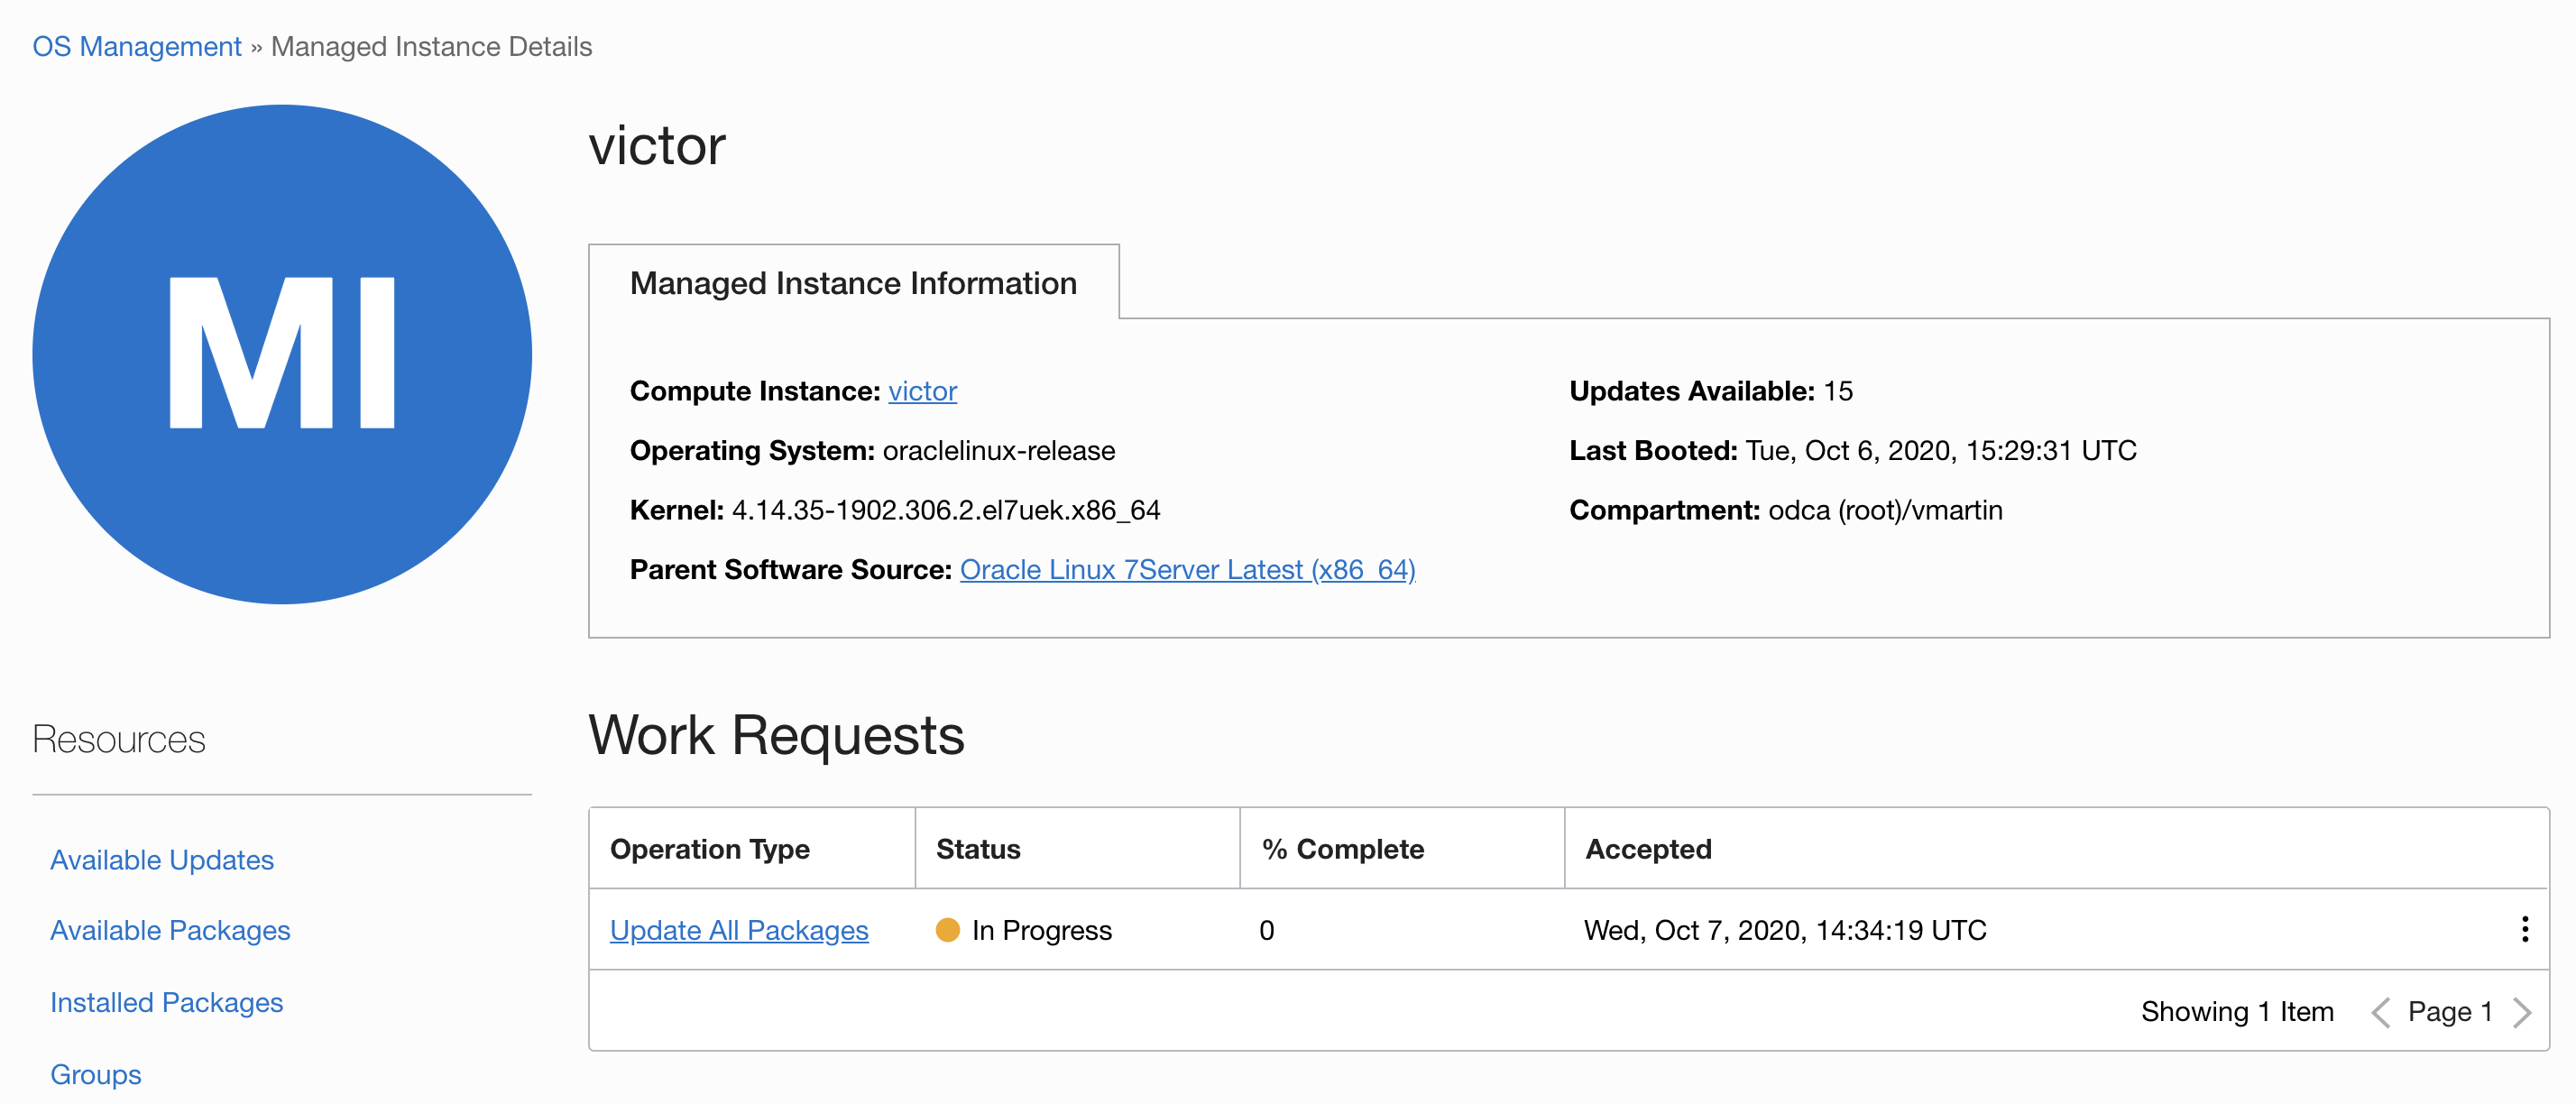 OS Management » Managed Instance Details
MI
victor
Managed Instance Information
Compute Instance: victor
Operating System: oraclelinux-release
Kernel: 4.14.35-1902.306.2.el7uek.x86_64
Parent Software Source: Oracle Linux 7Server Latest (x86_64)
Updates Available: 15
Last Booted: Tue, Oct 6, 2020, 15:29:31 UTC
Compartment: odca (root)/vmartin
Resources
Available Updates
Available Packages
Installed Packages
Groups
Work Requests
Operation Type Status % Complete Accepted
Update All Packages In Progress 0 Wed, Oct 7, 2020, 14:34:19 UTC
Showing 1 Item Page 1